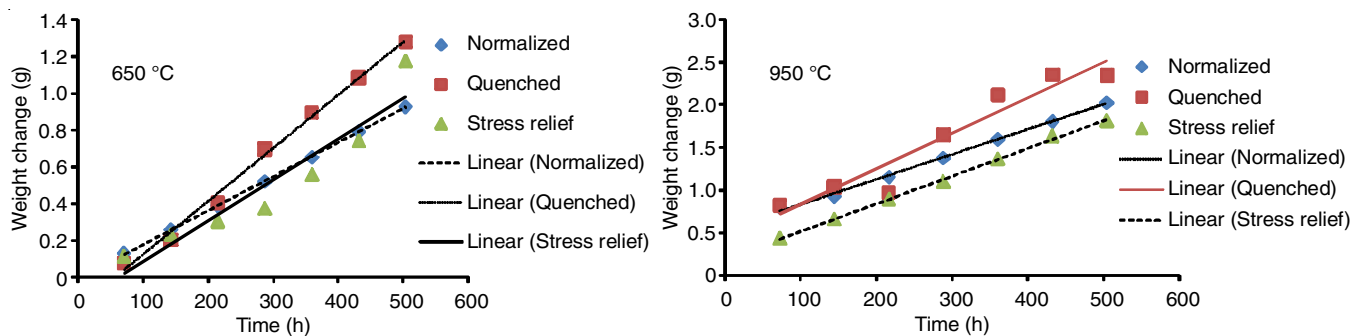 1.4
1.2
1.0
0.8
0.6
0.4
0.2
0
Weight change (g)
650 °C
0 100 200 300 400 500 600
Time (h)
Normalized
Quenched
Stress relief
Linear (Normalized)
Linear (Quenched)
Linear (Stress relief)
3.0
2.5
2.0
1.5
1.0
0.5
0.0
Weight change (g)
950 °C
0 100 200 300 400 500 600
Time (h)
Normalized
Quenched
Stress relief
Linear (Normalized)
Linear (Quenched)
Linear (Stress relief)